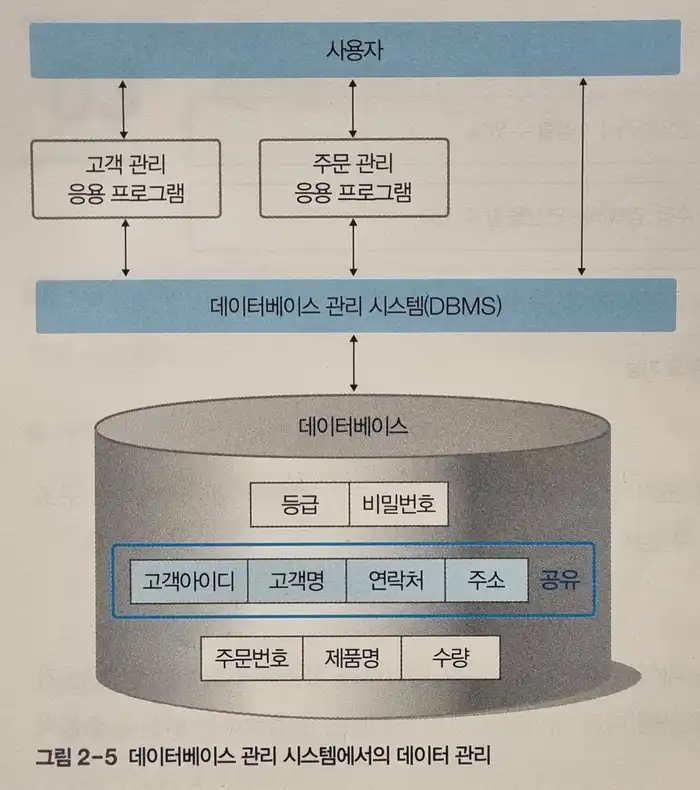 사용자
고객 관리
응용 프로그램
주문 관리
응용 프로그램
데이터베이스 관리 시스템(DBMS)
데이터베이스
등급 비밀번호
고객아이디 고객명 연락처 주소 공유
주문번호 제품명 수량
그림 2-5 데이터베이스 관리 시스템에서의 데이터 관리